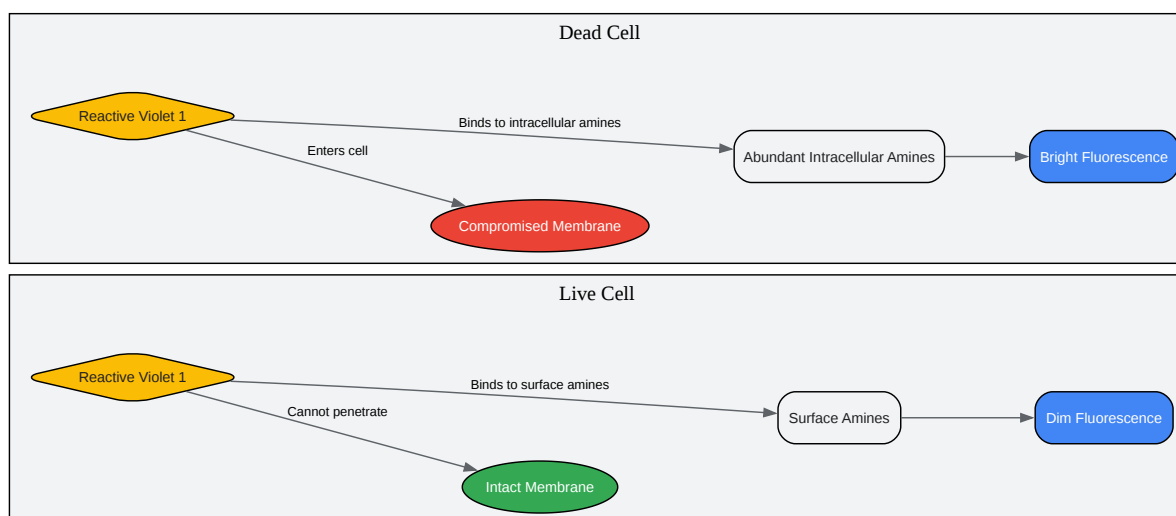 Dead Cell
Reactive Violet 1
Binds to intracellular amines
Enters cell
Abundant Intracellular Amines
Bright Fluorescence
Compromised Membrane
Live Cell
Reactive Violet 1
Binds to surface amines
Cannot penetrate
Surface Amines
Dim Fluorescence
Intact Membrane